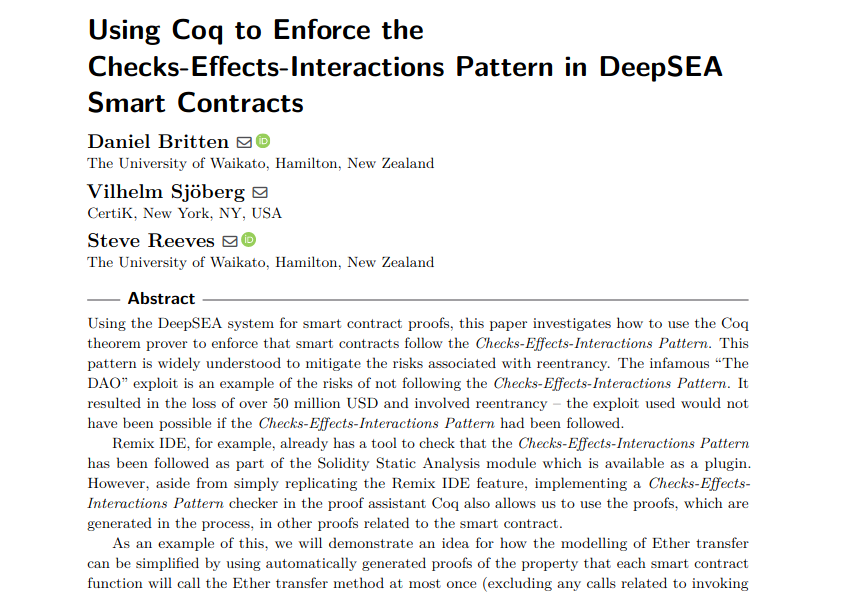 Using Coq to Enforce the
Checks-Effects-Interactions Pattern in DeepSEA
Smart Contracts
Daniel Britten
The University of Waikato, Hamilton, New Zealand
Vilhelm Sjöberg
CertiK, New York, NY, USA
Steve Reeves
The University of Waikato, Hamilton, New Zealand
Abstract
Using the DeepSEA system for smart contract proofs, this paper investigates how to use the Coq
theorem prover to enforce that smart contracts follow the Checks-Effects-Interactions Pattern. This
pattern is widely understood to mitigate the risks associated with reentrancy. The infamous “The
DAO” exploit is an example of the risks of not following the Checks-Effects-Interactions Pattern. It
resulted in the loss of over 50 million USD and involved reentrancy – the exploit used would not
have been possible if the Checks-Effects-Interactions Pattern had been followed.
Remix IDE, for example, already has a tool to check that the Checks-Effects-Interactions Pattern
has been followed as part of the Solidity Static Analysis module which is available as a plugin.
However, aside from simply replicating the Remix IDE feature, implementing a Checks-Effects-
Interactions Pattern checker in the proof assistant Coq also allows us to use the proofs, which are
generated in the process, in other proofs related to the smart contract.
As an example of this, we will demonstrate an idea for how the modelling of Ether transfer
can be simplified by using automatically generated proofs of the property that each smart contract
function will call the Ether transfer method at most once (excluding any calls related to invoking